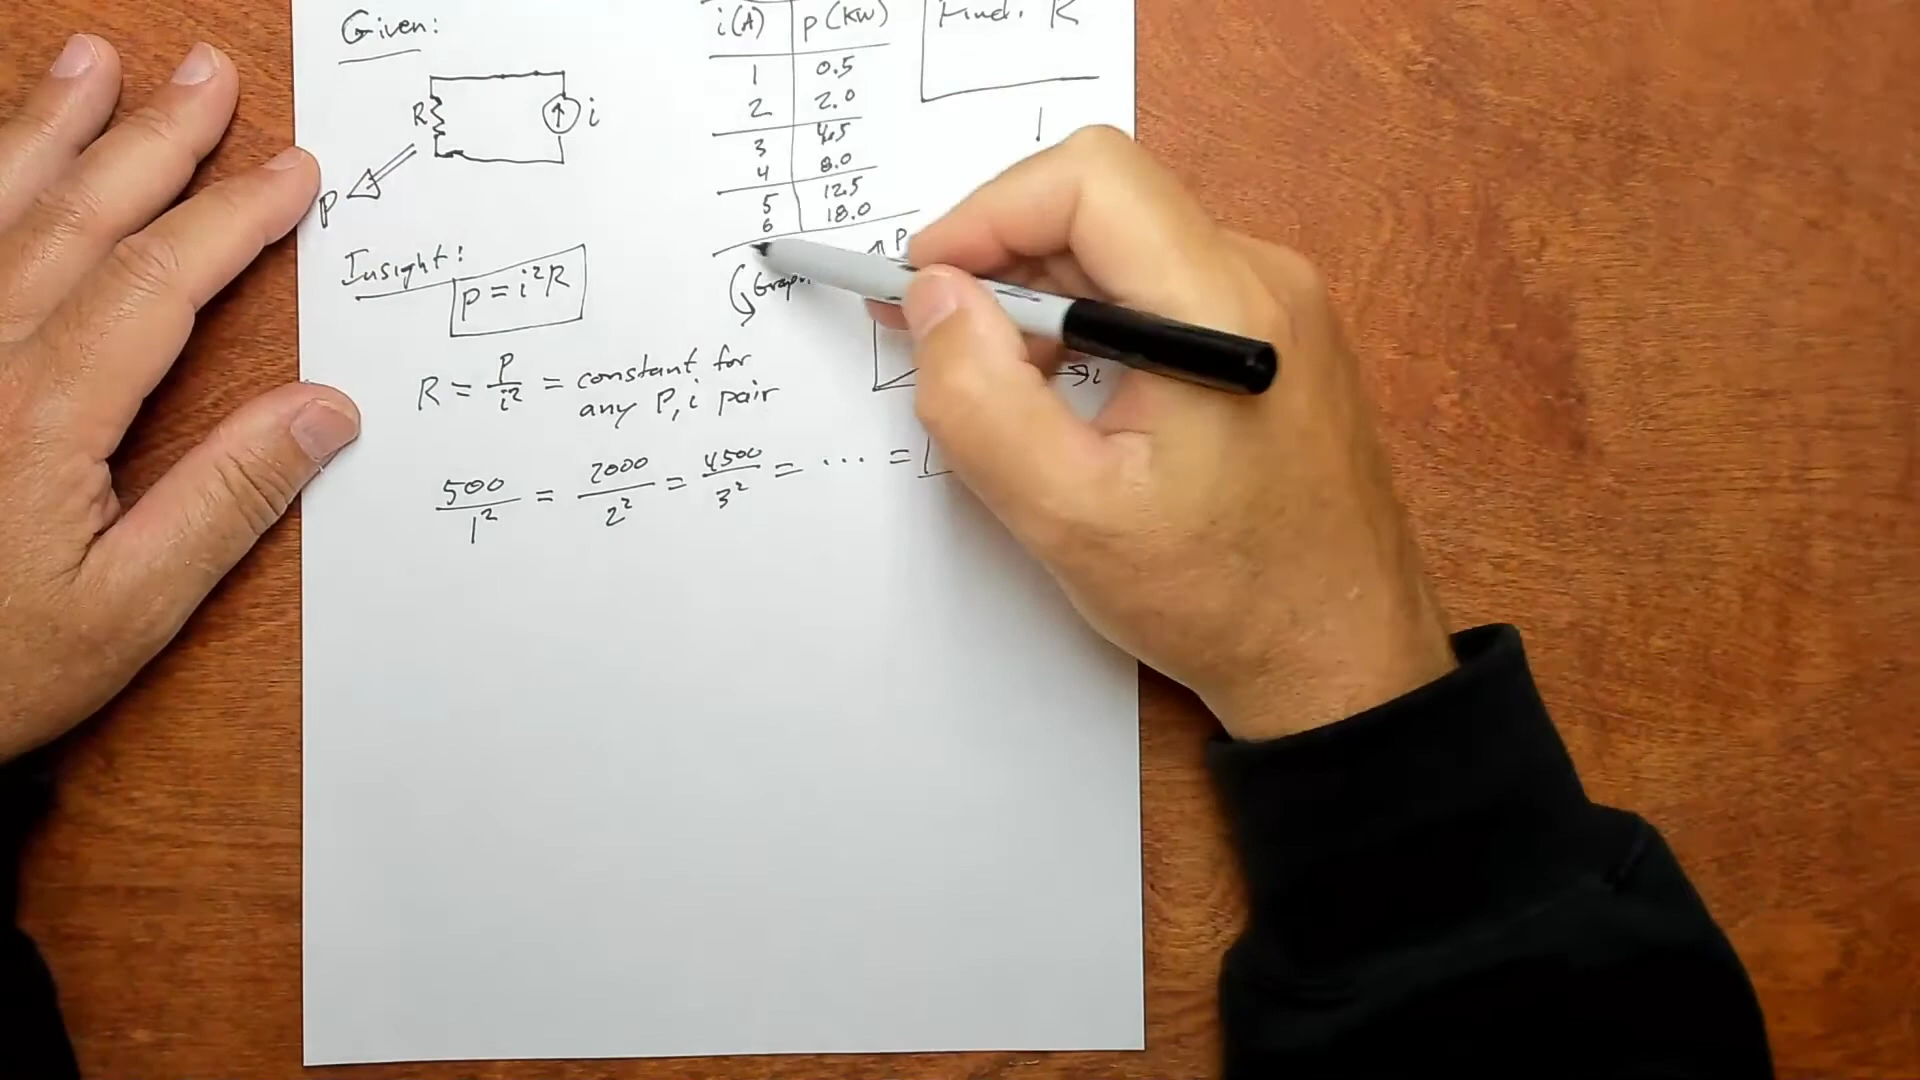 Given:
R
i
P
i(A) p(KW)
1 0.5
2 2.0
3 4.5
4 8.0
5 12.5
6 18.0
Find: R
Insight:
p = i²R
P
i
R = P/i² = constant for
any P, i pair
500/1² = 2000/2² = 4500/3² = ... =